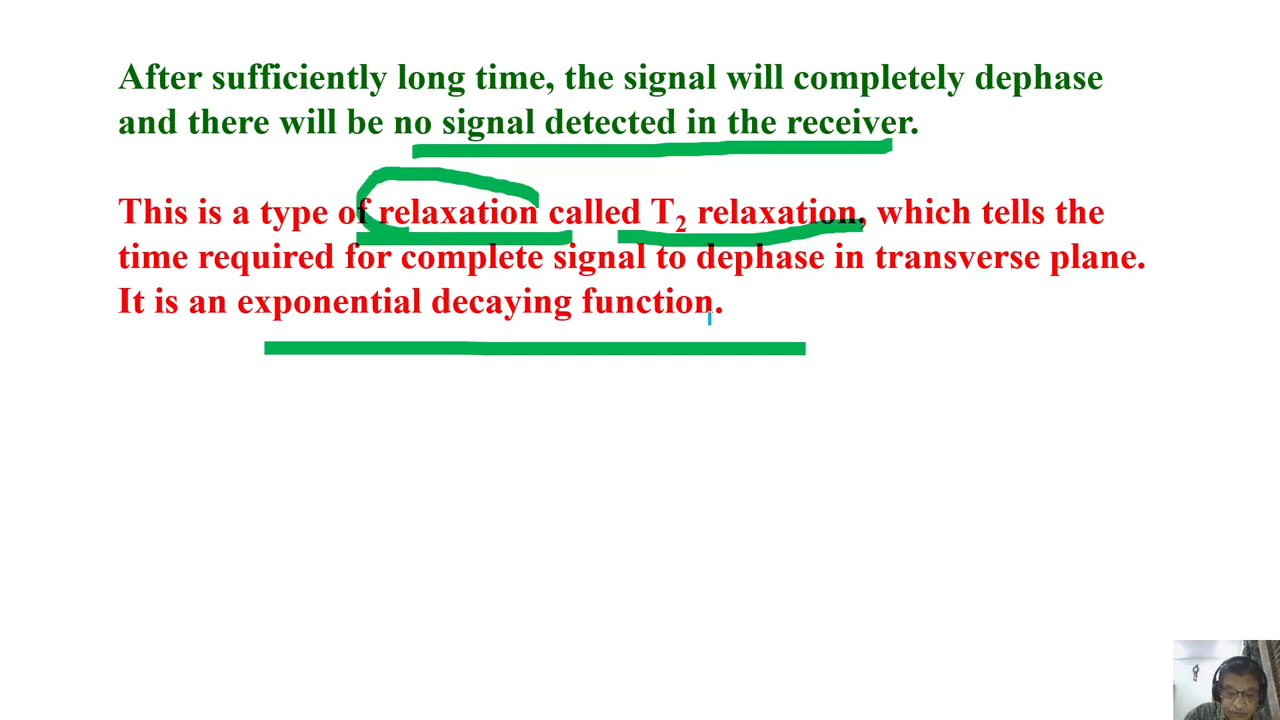 After sufficiently long time, the signal will completely dephase
and there will be no signal detected in the receiver.
This is a type of relaxation called T₂ relaxation, which tells the
time required for complete signal to dephase in transverse plane.
It is an exponential decaying function.